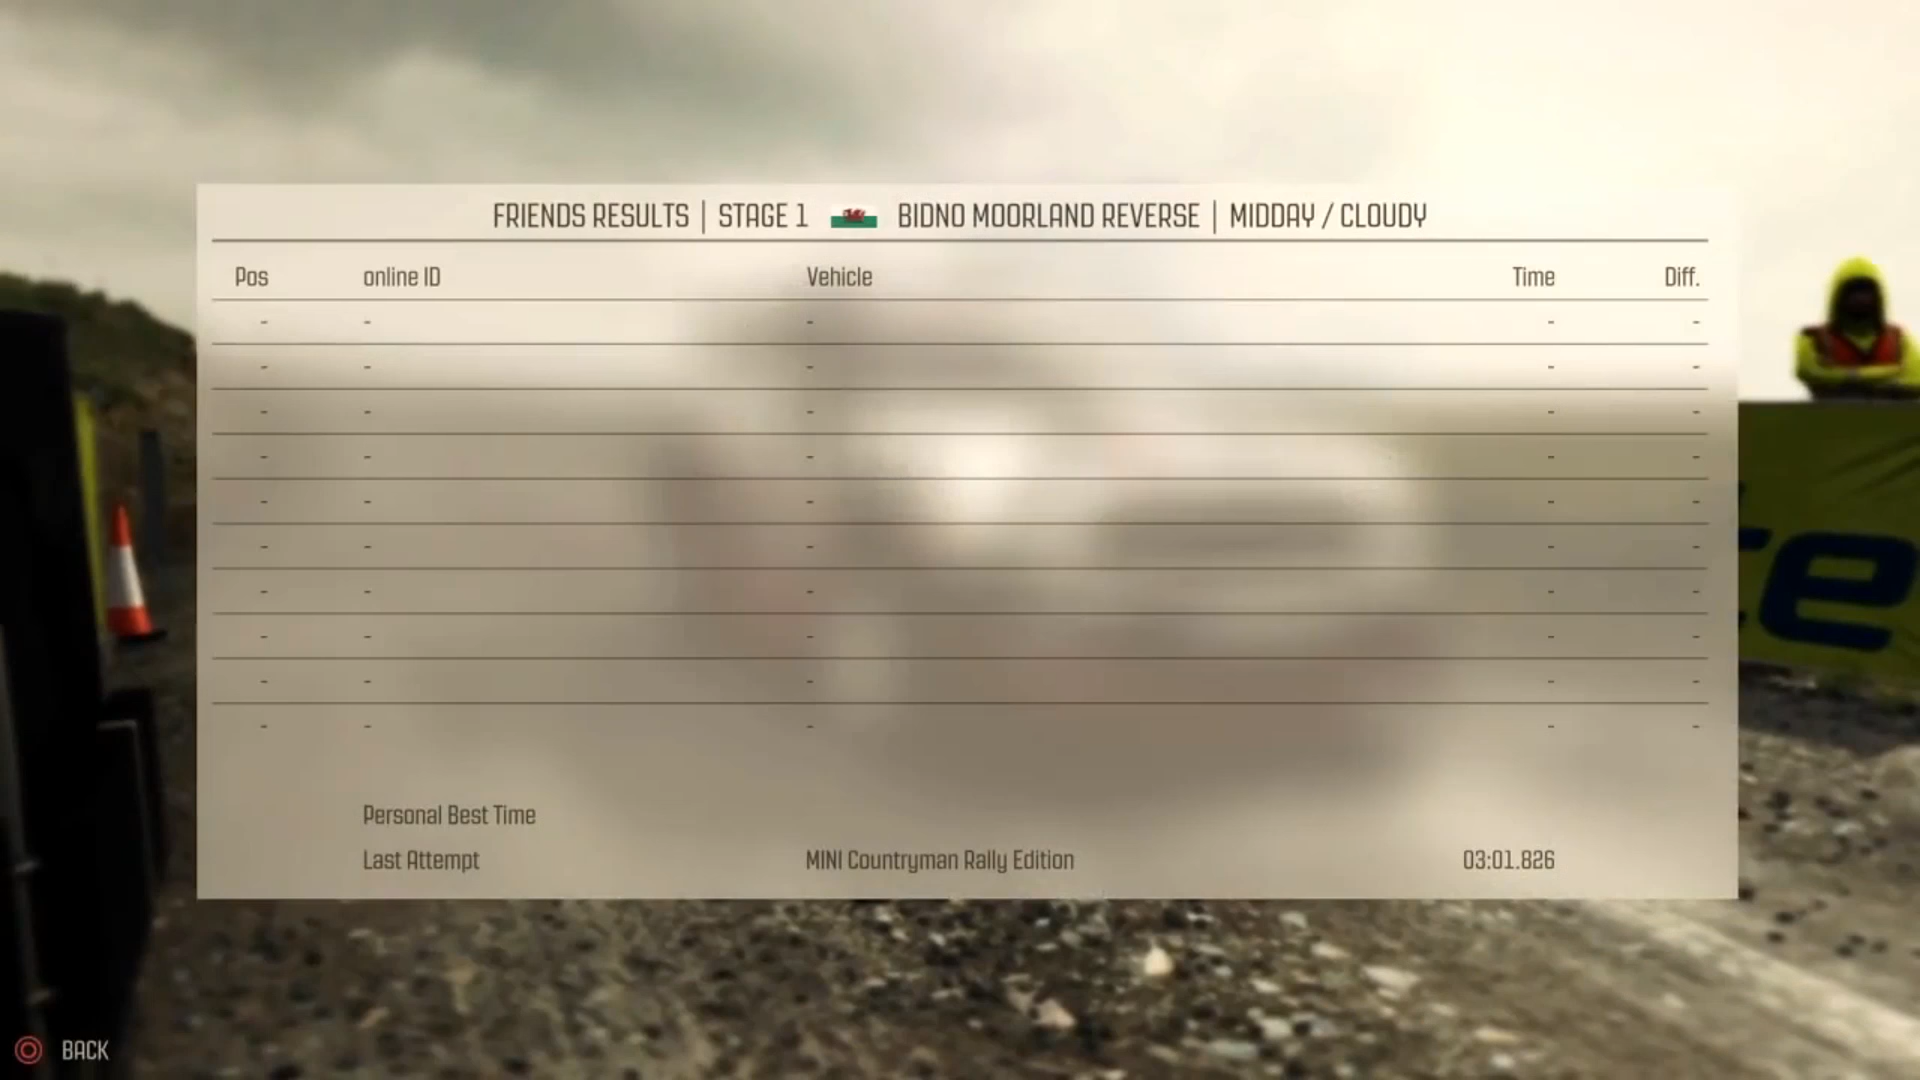 FRIENDS RESULTS | STAGE 1 BIDNO MOORLAND REVERSE | MIDDAY / CLOUDY
Pos online ID Vehicle Time Diff.
- - - - -
- - - - -
- - - - -
- - - - -
- - - - -
- - - - -
- - - - -
- - - - -
- - - - -
- - - - -
te
Personal Best Time
Last Attempt MINI Countryman Rally Edition 03:01.826
BACK